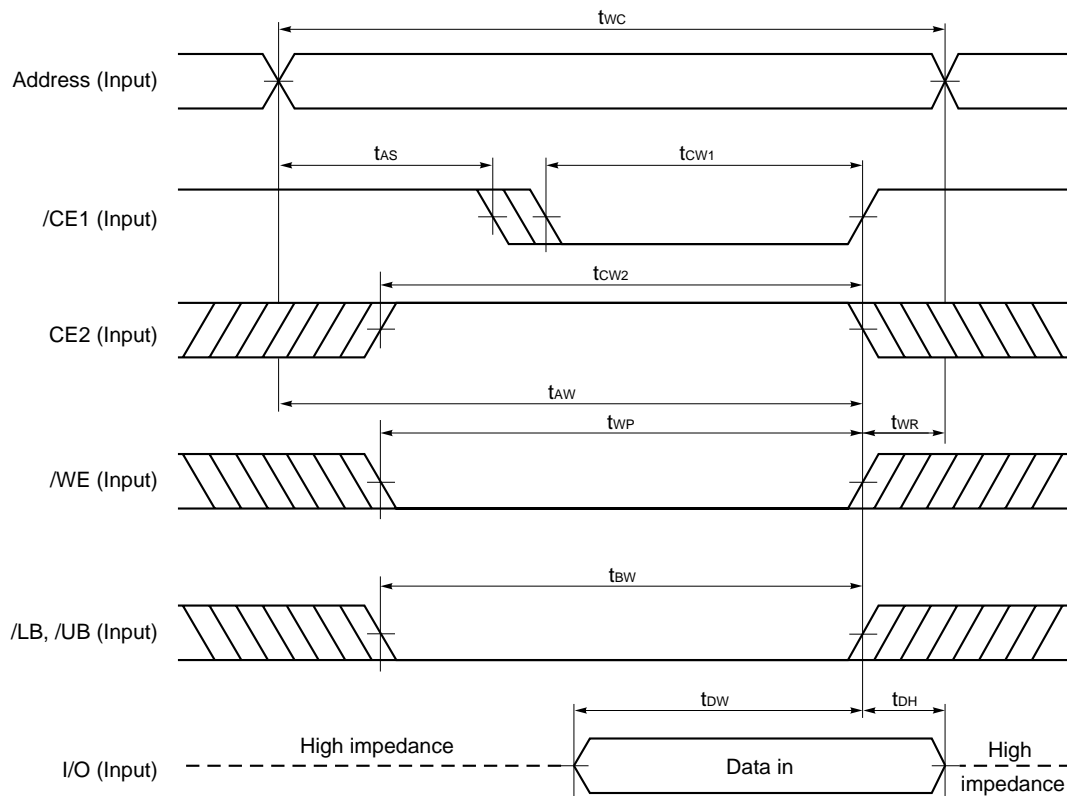 tWC
Address (Input)
tAS
tCW1
/CE1 (Input)
tCW2
CE2 (Input)
tAW
tWP
tWR
/WE (Input)
tBW
/LB, /UB (Input)
tDW
tDH
High impedance
High
I/O (Input)
Data in
impedance